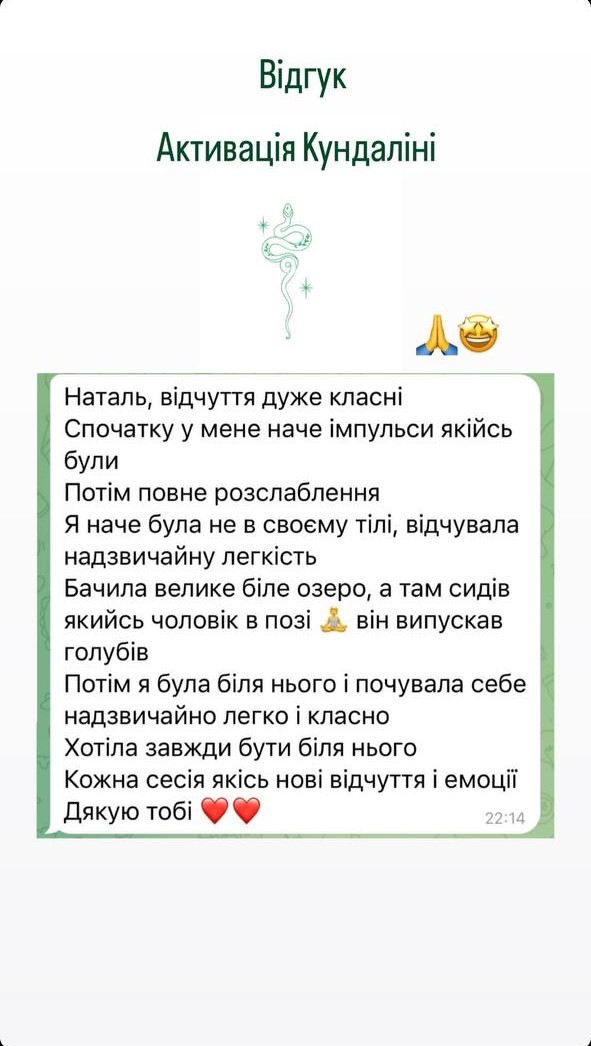 Відгук
Активація Кундаліні
🙏🤩
Наталь, відчуття дуже класні
Спочатку у мене наче імпульси якійсь
були
Потім повне розслаблення
Я наче була не в своєму тілі, відчувала
надзвичайну легкість
Бачила велике біле озеро, а там сидів
якийсь чоловік в позі 🧘 він випускав
голубів
Потім я була біля нього і почувала себе
надзвичайно легко і класно
Хотіла завжди бути біля нього
Кожна сесія якісь нові відчуття і емоції
Дякую тобі ❤️❤️
22:14